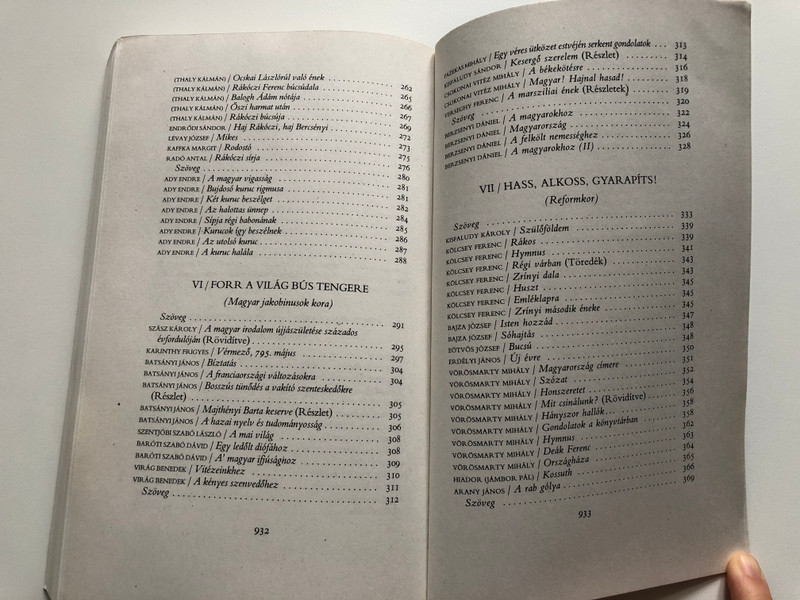 (THALY KÁLMÁN) / Ocskai Lászlórúl való ének 262
(THALY KÁLMÁN) / Rákóczi Ferenc búcsúdala 264
(THALY KÁLMÁN) / Balogh Ádám nótája 265
(THALY KÁLMÁN) / Őszi harmat után 266
(THALY KÁLMÁN) / Rákóczi búcsúja 267
ENDRŐDI SÁNDOR / Haj Rákóczi, haj Bercsényi 269
LÉVAY JÓZSEF / Mikes 272
KAFFKA MARGIT / Rodostó 273
RADÓ ANTAL / Rákóczi sírja 275
Szöveg 276
ADY ENDRE / A magyar vigasság 280
ADY ENDRE / Bujdosó kuruc rigmusa 281
ADY ENDRE / Két kuruc beszélget 281
ADY ENDRE / Az halottas ünnep 282
ADY ENDRE / Sípja régi babonának 284
ADY ENDRE / Kurucok így beszélnek 285
ADY ENDRE / Az utolsó kuruc 286
ADY ENDRE / A kuruc halála 287
288
VI / FORR A VILÁG BÚS TENGERE
(Magyar jakobinusok kora)
Szöveg 291
SZÁSZ KÁROLY / A magyar irodalom újjászületése százados
évfordulóján (Rövidítve) 295
KARINTHY FRIGYES / Vérmező, 795. május 297
BATSÁNYI JÁNOS / Bíztatás 304
BATSÁNYI JÁNOS / A franciaországi változásokra 304
BATSÁNYI JÁNOS / Bosszús tünődés a vakító szenteskedőkre
(Részlet) 305
BATSÁNYI JÁNOS / Majthényi Barta keserve (Részlet) 305
BATSÁNYI JÁNOS / A hazai nyelv és tudományosság 306
SZENTJÓBI SZABÓ LÁSZLÓ / A mai világ 308
BARÓTI SZABÓ DÁVID / Egy ledőlt diófához 308
BARÓTI SZABÓ DÁVID / A' magyar ifjúsághoz 309
VIRÁG BENEDEK / Vitézeinkhez 310
VIRÁG BENEDEK / A kényes szenvedőhez 311
Szöveg 312
932
FAZEKAS MIHÁLY / Egy véres ütközet estvéjén serkent gondolatok 313
KISFALUDY SÁNDOR / Kesergő szerelem (Részlet) 314
CSOKONAI VITÉZ MIHÁLY / A békekötésre 316
CSOKONAI VITÉZ MIHÁLY / Magyar! Hajnal hasad! 318
VERSEGHY FERENC / A marsziliai ének (Részletek) 319
Szöveg 320
BERZSENYI DÁNIEL / A magyarokhoz 322
BERZSENYI DÁNIEL / Magyarország 324
BERZSENYI DÁNIEL / A felkölt nemességhez 326
BERZSENYI DÁNIEL / A magyarokhoz (II) 328
VII / HASS, ALKOSS, GYARAPÍTS!
(Reformkor)
Szöveg 333
KISFALUDY KÁROLY / Szülőföldem 339
KÖLCSEY FERENC / Rákos 339
KÖLCSEY FERENC / Hymnus 341
KÖLCSEY FERENC / Régi várban (Töredék) 343
KÖLCSEY FERENC / Zrínyi dala 343
KÖLCSEY FERENC / Huszt 345
KÖLCSEY FERENC / Emléklapra 345
KÖLCSEY FERENC / Zrínyi második éneke 345
BAJZA JÓZSEF / Isten hozzád 347
BAJZA JÓZSEF / Sóhajtás 348
EÖTVÖS JÓZSEF / Búcsú 348
ERDÉLYI JÁNOS / Új évre 350
VÖRÖSMARTY MIHÁLY / Magyarország címere 351
VÖRÖSMARTY MIHÁLY / Szózat 352
VÖRÖSMARTY MIHÁLY / Honszeretet 354
VÖRÖSMARTY MIHÁLY / Mit csinálunk? (Rövidítve) 356
VÖRÖSMARTY MIHÁLY / Hányszor hallók 358
VÖRÖSMARTY MIHÁLY / Gondolatok a könyvtárban 358
VÖRÖSMARTY MIHÁLY / Hymnus 362
VÖRÖSMARTY MIHÁLY / Deák Ferenc 363
VÖRÖSMARTY MIHÁLY / Országháza 364
HIADOR (JÁMBOR PÁL) / Kossuth 365
ARANY JÁNOS / A rab gólya 366
Szöveg 369
933